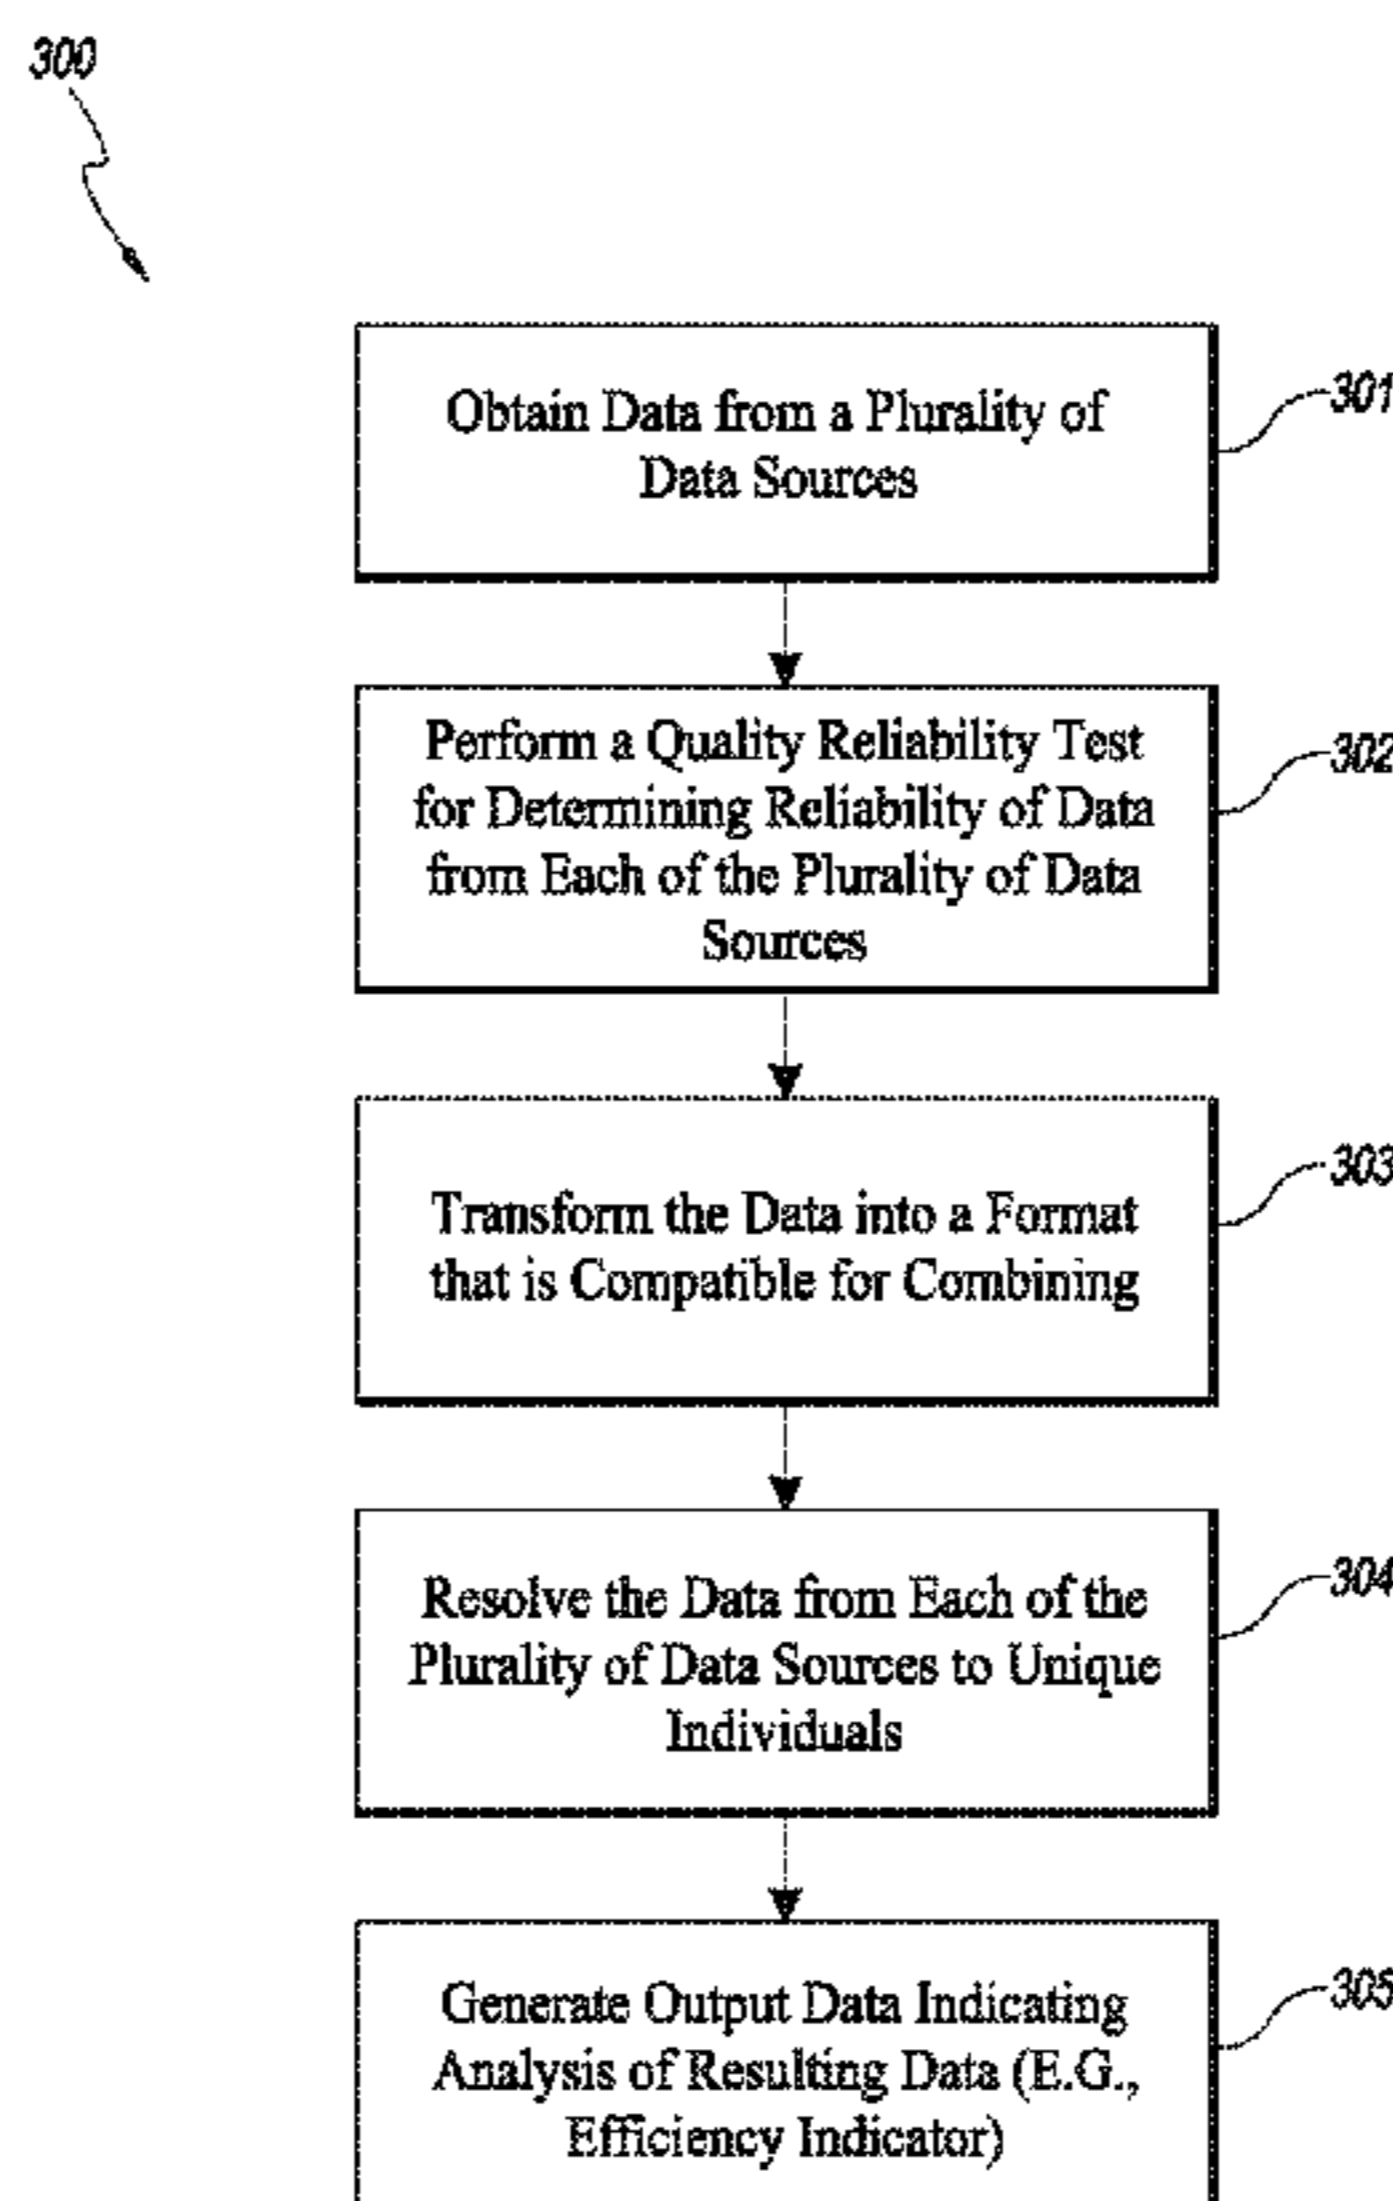 300
Obtain Data from a Plurality of
Data Sources
301
Perform a Quality Reliability Test
for Determining Reliability of Data
from Each of the Plurality of Data
Sources
302
Transform the Data into a Format
that is Compatible for Combining
303
Resolve the Data from Each of the
Plurality of Data Sources to Unique
Individuals
304
Generate Output Data Indicating
Analysis of Resulting Data (E.G.,
Efficiency Indicator)
305